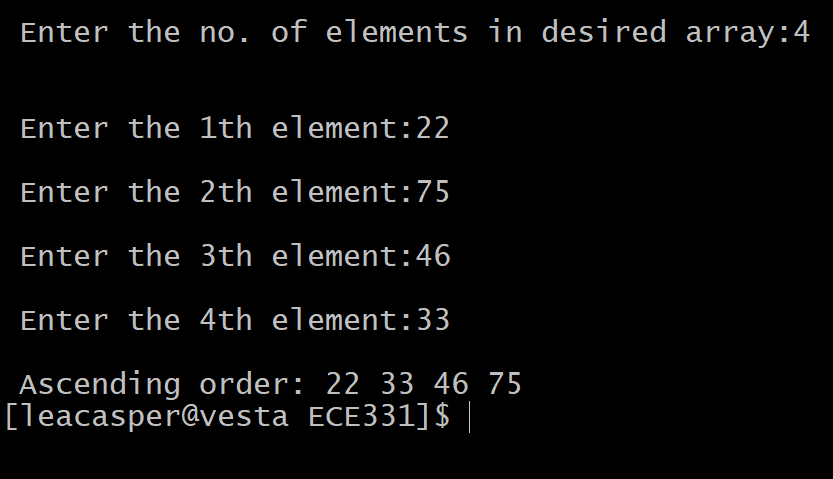 Enter the no. of elements in desired array:4
Enter the 1th element:22
Enter the 2th element:75
Enter the 3th element:46
Enter the 4th element:33
Ascending order: 22 33 46 75
[leacasper@vesta ECE331]$